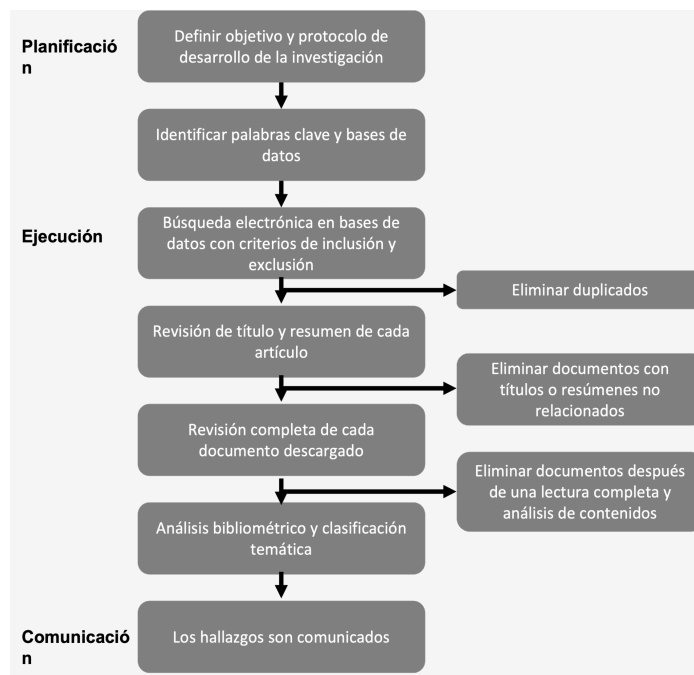 Planificació
n
Definir objetivo y protocolo de
desarrollo de la investigación
Identificar palabras clave y bases de
datos
Ejecución
Búsqueda electrónica en bases de
datos con criterios de inclusión y
exclusión
Eliminar duplicados
Revisión de título y resumen de cada
artículo
Eliminar documentos con
títulos o resúmenes no
relacionados
Revisión completa de cada
documento descargado
Eliminar documentos después
de una lectura completa y
análisis de contenidos
Análisis bibliométrico y clasificación
temática
Comunicació
n
Los hallazgos son comunicados